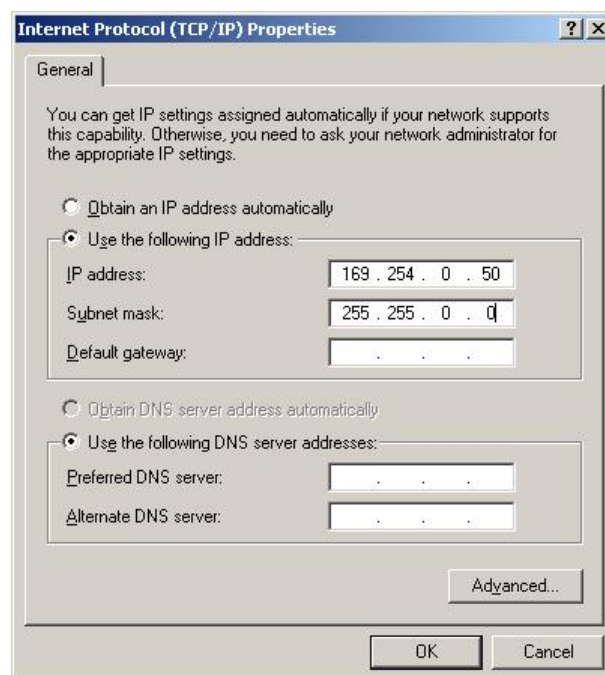 Internet Protocol (TCP/IP) Properties
General
You can get IP settings assigned automatically if your network supports
this capability. Otherwise, you need to ask your network administrator for
the appropriate IP settings.
Obtain an IP address automatically
Use the following IP address:
IP address: 169 . 254 . 0 . 50
Subnet mask: 255 . 255 . 0 . 0
Default gateway: . . .
Obtain DNS server address automatically
Use the following DNS server addresses:
Preferred DNS server: . . .
Alternate DNS server: . . .
Advanced...
OK Cancel